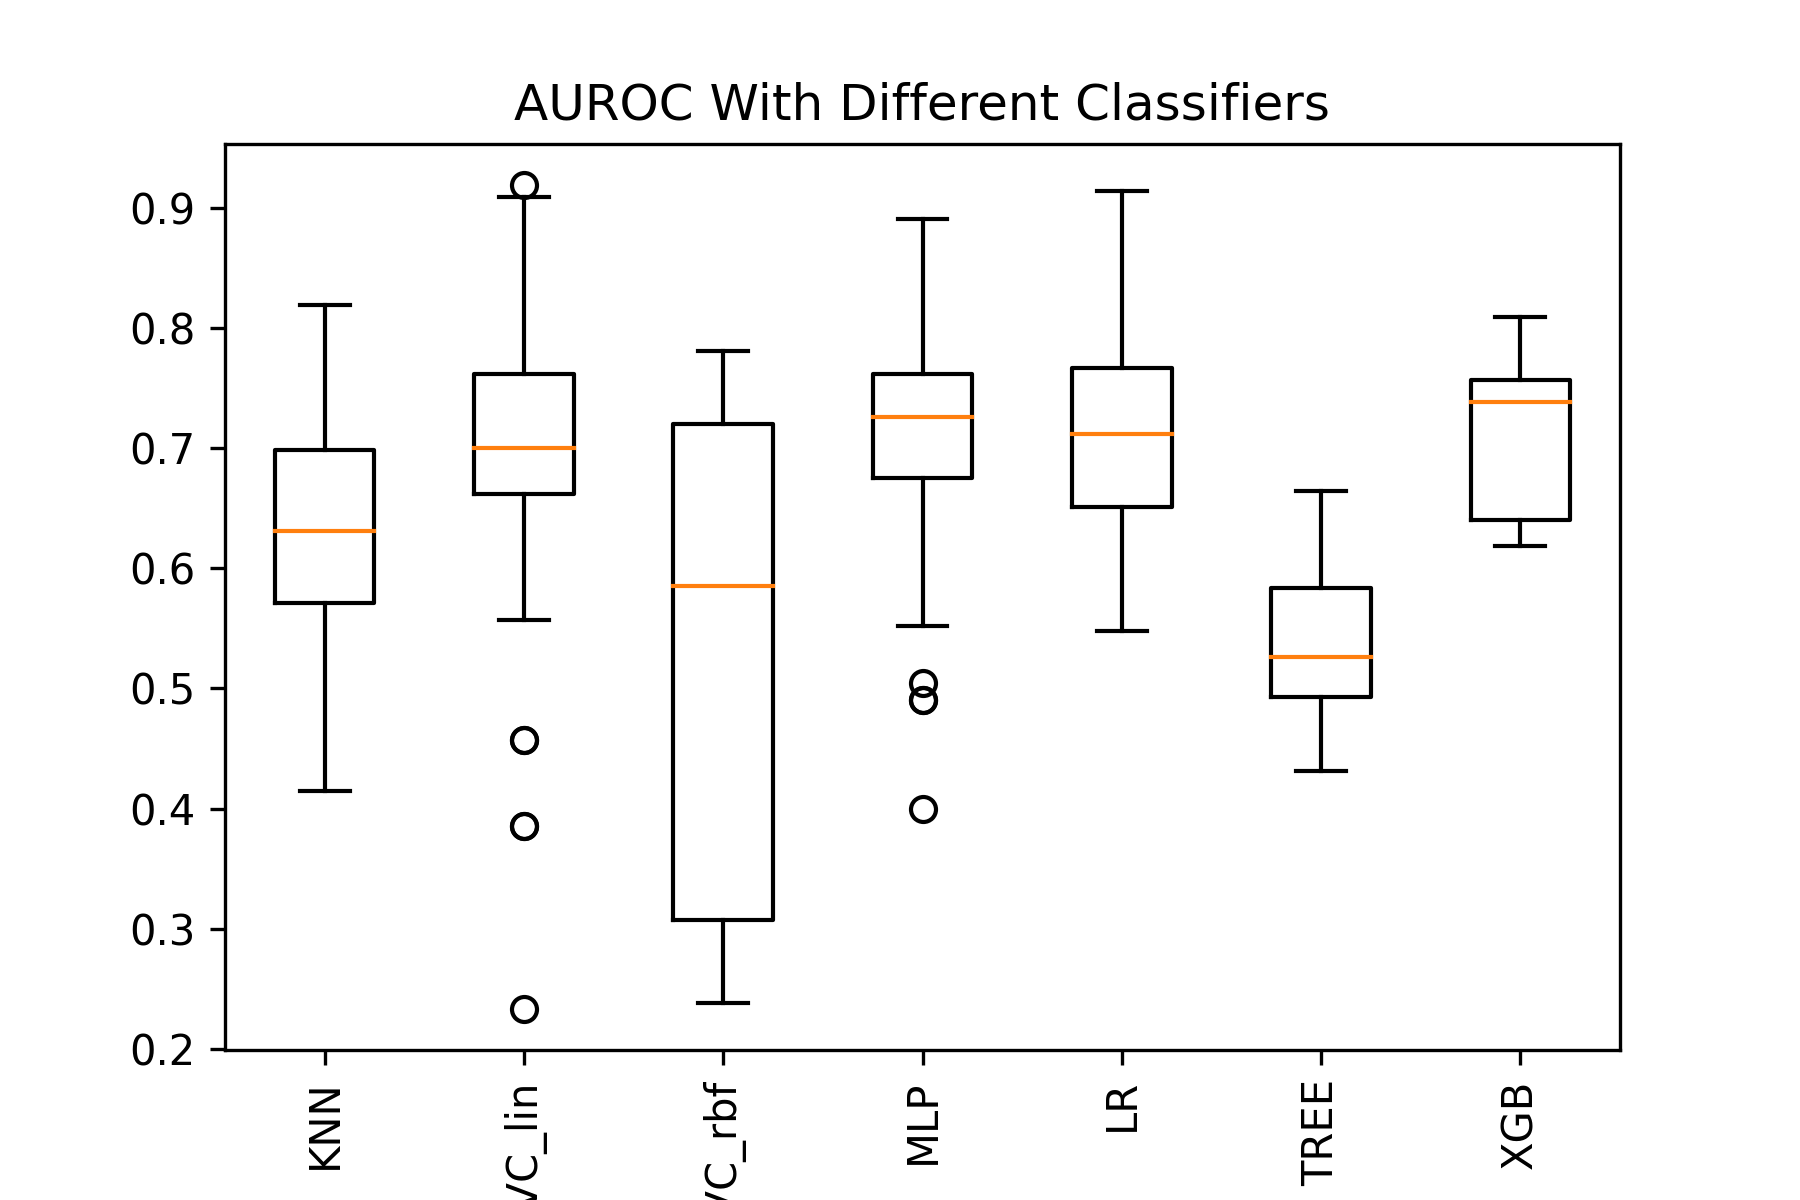 AUROC With Different Classifiers
0.9
0.8
0.7
0.6
0.5
0.4
0.3
0.2
KNN
VC_lin
VC_rbf
MLP
LR
TREE
XGB